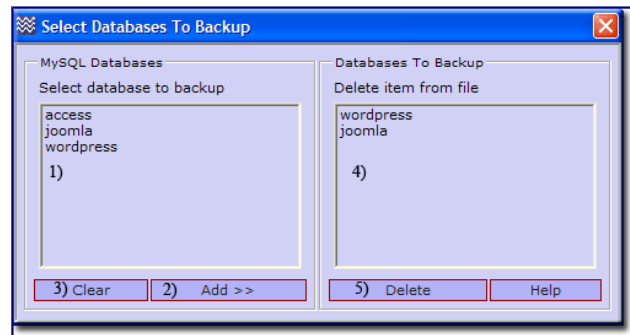 Select Databases To Backup
MySQL Databases
Select database to backup
access
joomla
wordpress
1)
3) Clear
2) Add >>
Databases To Backup
Delete item from file
wordpress
joomla
4)
5) Delete
Help